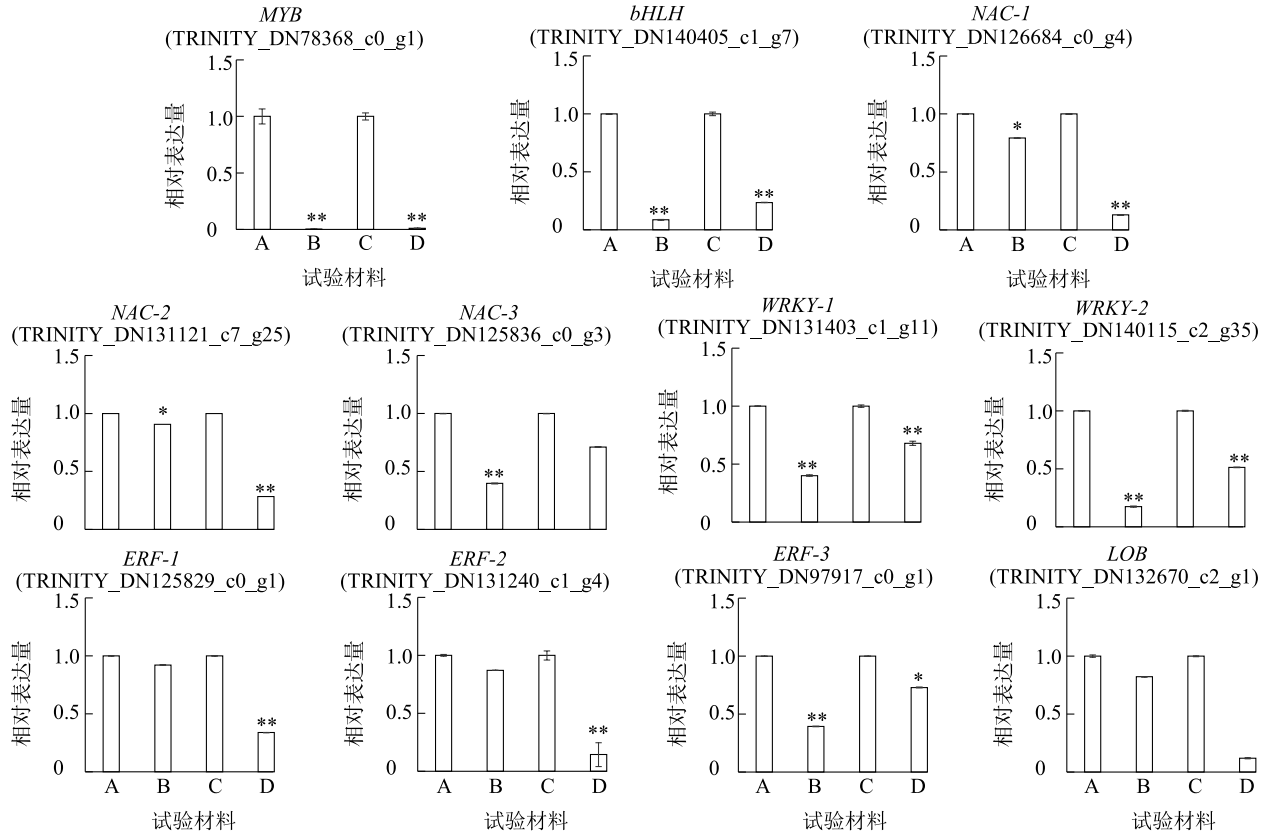 MYB
(TRINITY_DN78368_c0_g1)
1.5
1.0
0.5
0
相对表达量
**
**
A B C D
试验材料
bHLH
(TRINITY_DN140405_c1_g7)
1.5
1.0
0.5
0
相对表达量
**
**
A B C D
试验材料
NAC-1
(TRINITY_DN126684_c0_g4)
1.5
1.0
0.5
0
相对表达量
*
**
A B C D
试验材料
NAC-2
(TRINITY_DN131121_c7_g25)
1.5
1.0
0.5
0
相对表达量
*
**
NAC-3
(TRINITY_DN125836_c0_g3)
1.5
1.0
0.5
0
相对表达量
**
WRKY-1
(TRINITY_DN131403_c1_g11)
1.5
1.0
0.5
0
相对表达量
**
**
WRKY-2
(TRINITY_DN140115_c2_g35)
1.5
1.0
0.5
0
相对表达量
**
**
ERF-1
(TRINITY_DN125829_c0_g1)
1.5
1.0
0.5
0
相对表达量
**
A B C D
试验材料
ERF-2
(TRINITY_DN131240_c1_g4)
1.5
1.0
0.5
0
相对表达量
**
A B C D
试验材料
ERF-3
(TRINITY_DN97917_c0_g1)
1.5
1.0
0.5
0
相对表达量
**
*
A B C D
试验材料
LOB
(TRINITY_DN132670_c2_g1)
1.5
1.0
0.5
0
相对表达量
A B C D
试验材料